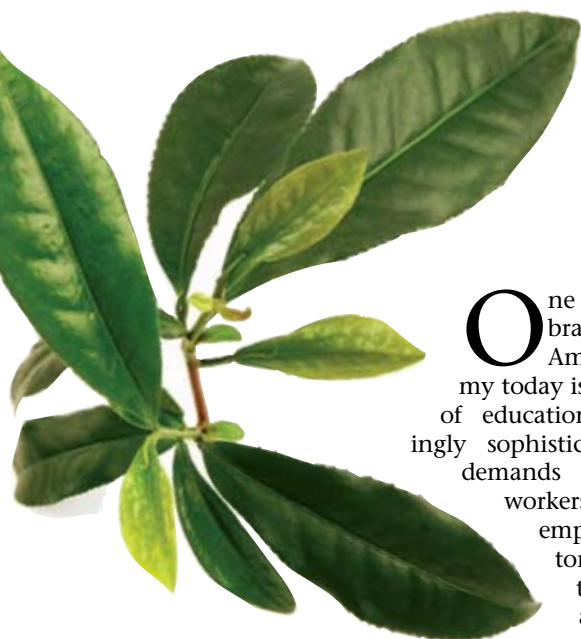 One
bra
Am
my today is
of education
ingly sophistic
demands
workers
emp
tor
t
a